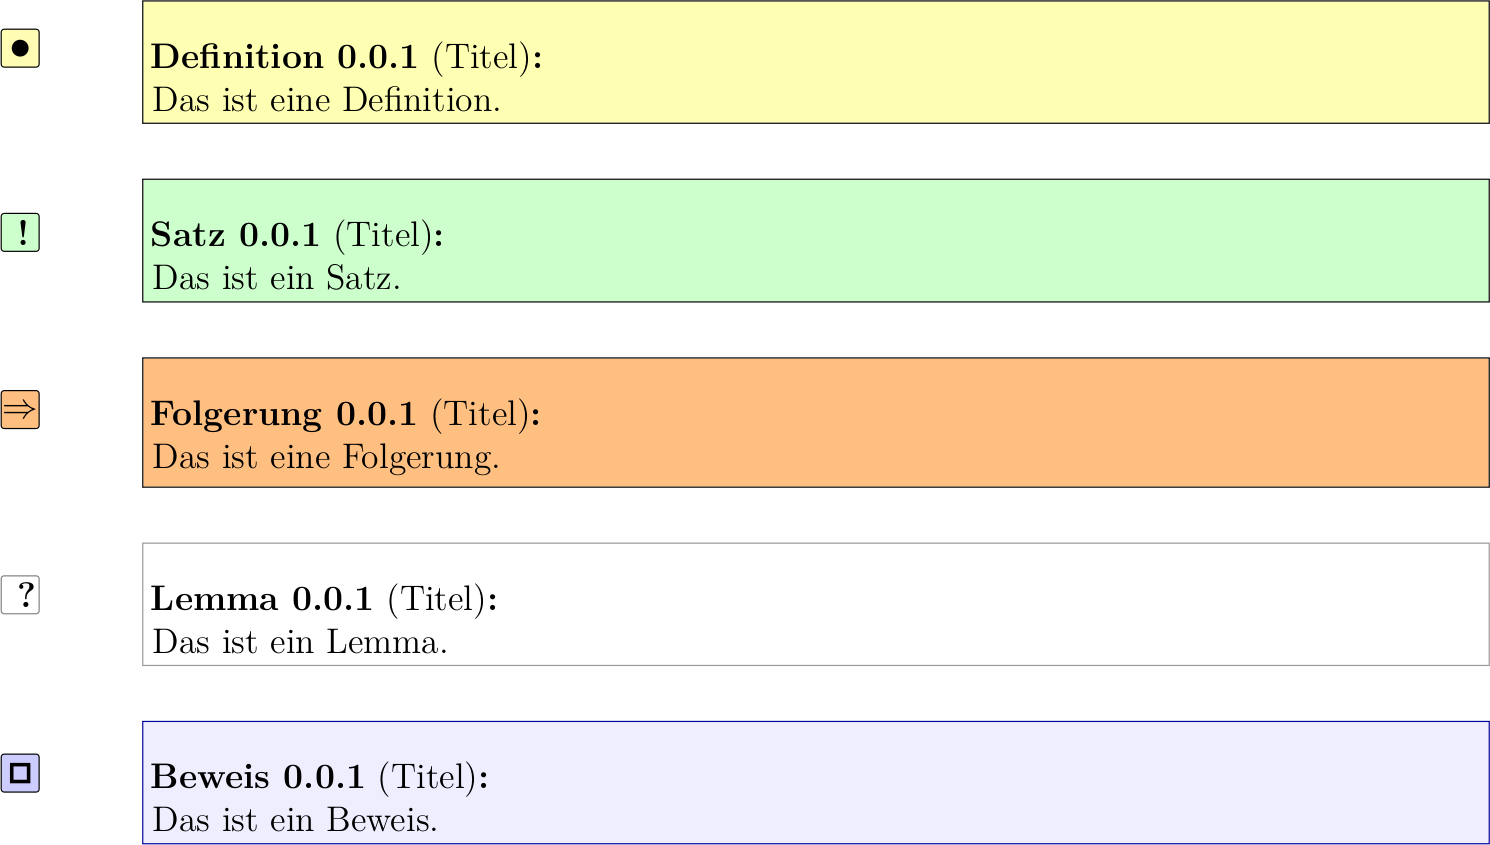 ● Definition 0.0.1 (Titel):
Das ist eine Definition.
! Satz 0.0.1 (Titel):
Das ist ein Satz.
⇒ Folgerung 0.0.1 (Titel):
Das ist eine Folgerung.
? Lemma 0.0.1 (Titel):
Das ist ein Lemma.
□ Beweis 0.0.1 (Titel):
Das ist ein Beweis.